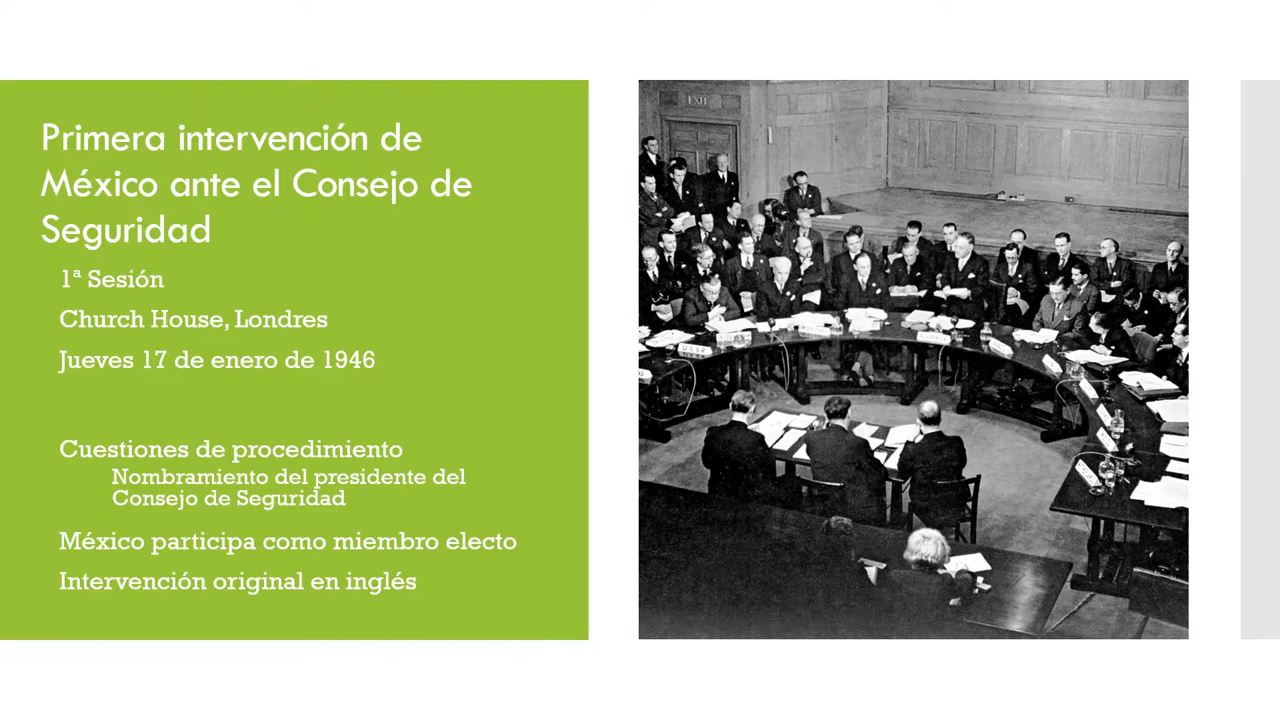 Primera intervención de
México ante el Consejo de
Seguridad
1ª Sesión
Church House, Londres
Jueves 17 de enero de 1946
Cuestiones de procedimiento
Nombramiento del presidente del
Consejo de Seguridad
México participa como miembro electo
Intervención original en inglés
EXIT
U.S.S.R